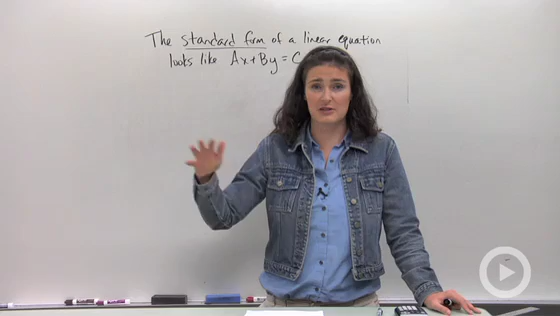 The standard form of a linear equation
looks like Ax+By=C